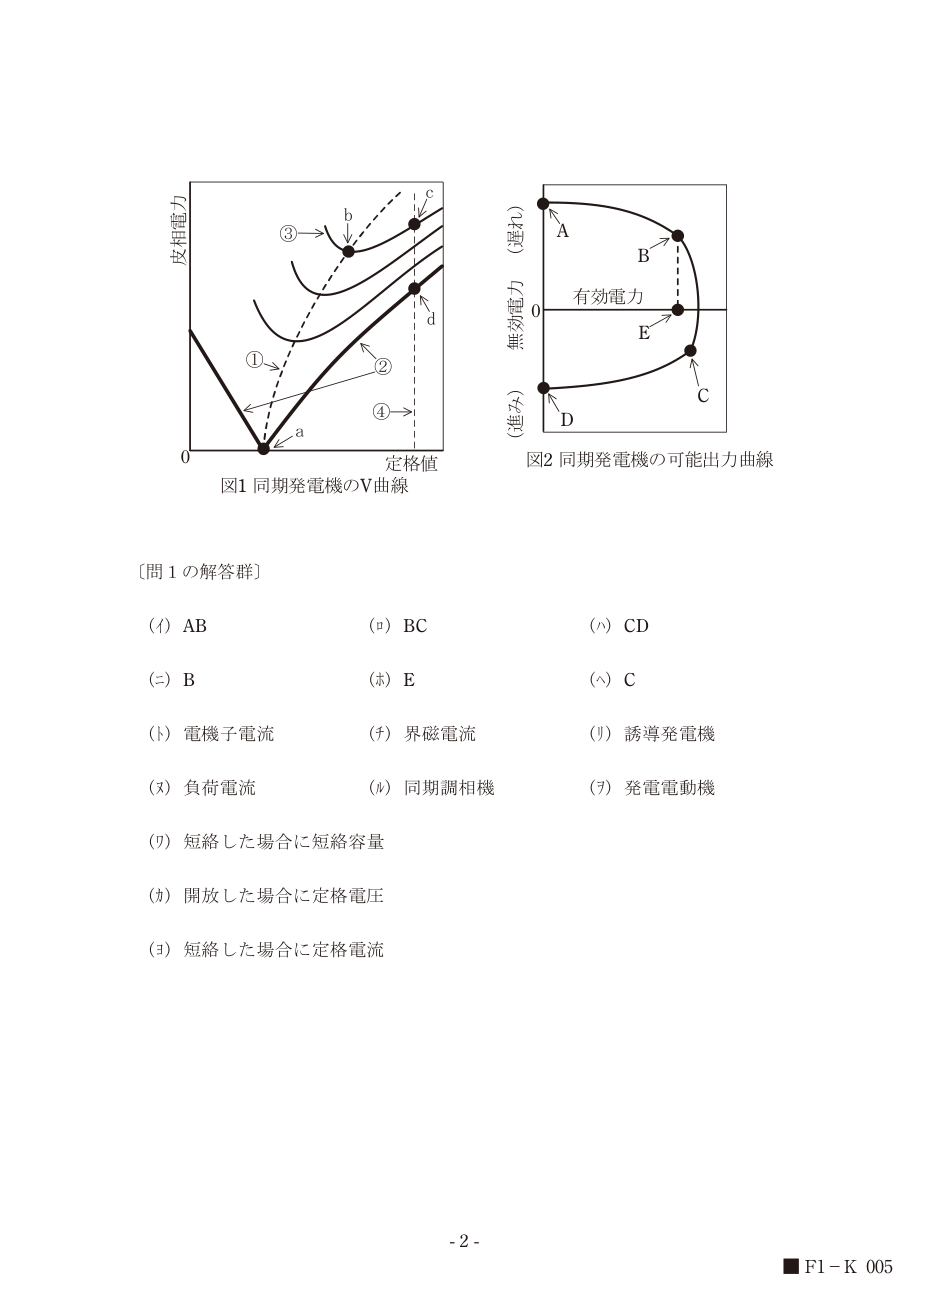 皮相電力
③
b
c
①
②
d
④
a
0
定格値
図1 同期発電機のV曲線
(遅れ)
無効電力
(進み)
0
有効電力
A
B
E
C
D
図2 同期発電機の可能出力曲線
〔問1の解答群〕
(イ) AB (ロ) BC (ハ) CD
(ニ) B (ホ) E (ヘ) C
(ト) 電機子電流 (チ) 界磁電流 (リ) 誘導発電機
(ヌ) 負荷電流 (ル) 同期調相機 (ヲ) 発電電動機
(ワ) 短絡した場合に短絡容量
(カ) 開放した場合に定格電圧
(ヨ) 短絡した場合に定格電流
- 2 -
■ F1－K 005